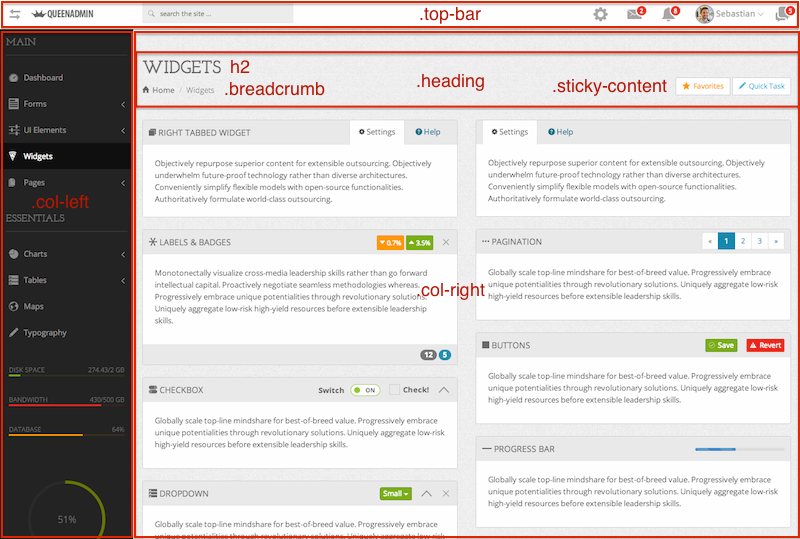 QUEENADMIN
search the site ...
.top-bar
2
8
Sebastian
3
MAIN
Dashboard
Forms
UI Elements
Widgets
Pages
.col-left
ESSENTIALS
Charts
Tables
Maps
Typography
DISK SPACE 274.43/2 GB
BANDWIDTH 430/500 GB
DATABASE 64%
51%
WIDGETS h2
Home / Widgets .breadcrumb
.heading
.sticky-content
Favorites
Quick Task
RIGHT TABBED WIDGET
Settings
Help
Objectively repurpose superior content for extensible outsourcing. Objectively
underwhelm future-proof technology rather than diverse architectures.
Conveniently simplify flexible models with open-source functionalities.
Authoritatively formulate world-class outsourcing.
Settings
Help
Objectively repurpose superior content for extensible outsourcing. Objectively
underwhelm future-proof technology rather than diverse architectures.
Conveniently simplify flexible models with open-source functionalities.
Authoritatively formulate world-class outsourcing.
LABELS & BADGES
0.7%
3.5%
Monotonectally visualize cross-media leadership skills rather than go forward
intellectual capital. Proactively negotiate seamless methodologies whereas.
Progressively embrace unique potentialities through revolutionary solutions.
Uniquely aggregate low-risk high-yield resources before extensible leadership
skills.
12
5
.col-right
PAGINATION
« 1 2 3 »
Globally scale top-line mindshare for best-of-breed value. Progressively embrace
unique potentialities through revolutionary solutions. Uniquely aggregate low-risk
high-yield resources before extensible leadership skills.
BUTTONS
Save
Revert
Globally scale top-line mindshare for best-of-breed value. Progressively embrace
unique potentialities through revolutionary solutions. Uniquely aggregate low-risk
high-yield resources before extensible leadership skills.
CHECKBOX
Switch
ON
Check!
Globally scale top-line mindshare for best-of-breed value. Progressively embrace
unique potentialities through revolutionary solutions. Uniquely aggregate low-risk
high-yield resources before extensible leadership skills.
PROGRESS BAR
Globally scale top-line mindshare for best-of-breed value. Progressively embrace
unique potentialities through revolutionary solutions. Uniquely aggregate low-risk
high-yield resources before extensible leadership skills.
DROPDOWN
Small
Globally scale top-line mindshare for best-of-breed value. Progressively embrace
unique potentialities through revolutionary solutions. Uniquely aggregate low-risk